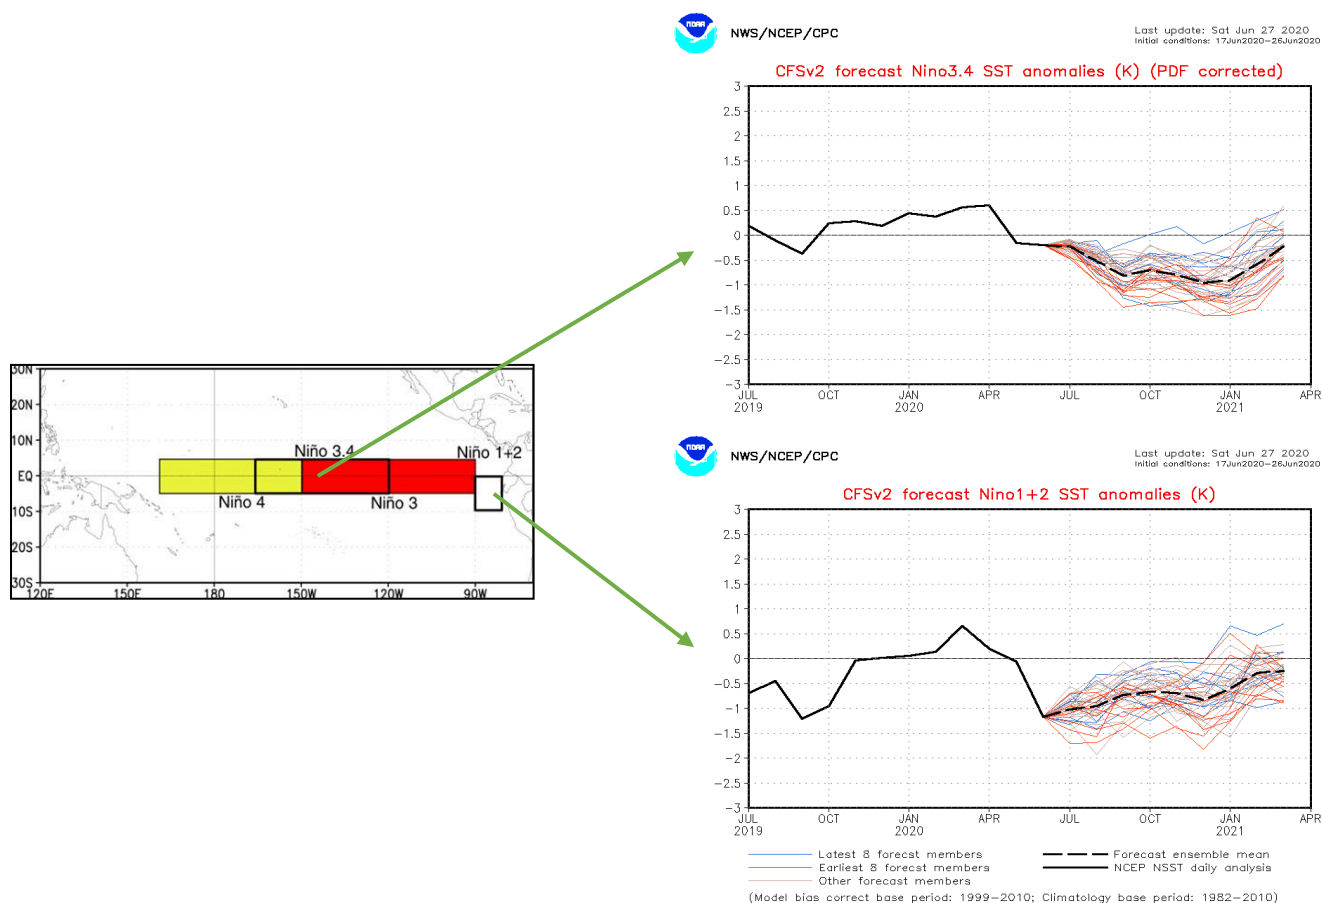 NOAA
NWS/NCEP/CPC
Last update: Sat Jun 27 2020
Initial conditions: 17Jun2020-26Jun2020
CFSv2 forecast Nino3.4 SST anomalies (K) (PDF corrected)
3
2.5
2
1.5
1
0.5
0
-0.5
-1
-1.5
-2
-2.5
-3
JUL
2019
OCT
JAN
2020
APR
JUL
OCT
JAN
2021
APR
30N
20N
10N
EQ
10S
20S
30S
120E
150E
180
150W
120W
90W
Niño 3.4
Niño 1+2
Niño 4
Niño 3
NOAA
NWS/NCEP/CPC
Last update: Sat Jun 27 2020
Initial conditions: 17Jun2020-26Jun2020
CFSv2 forecast Nino1+2 SST anomalies (K)
3
2.5
2
1.5
1
0.5
0
-0.5
-1
-1.5
-2
-2.5
-3
JUL
2019
OCT
JAN
2020
APR
JUL
OCT
JAN
2021
APR
Latest 8 forecst members
Earliest 8 forecst members
Other forecast members
Forecast ensemble mean
NCEP NSST daily analysis
(Model bias correct base period: 1999-2010; Climatology base period: 1982-2010)